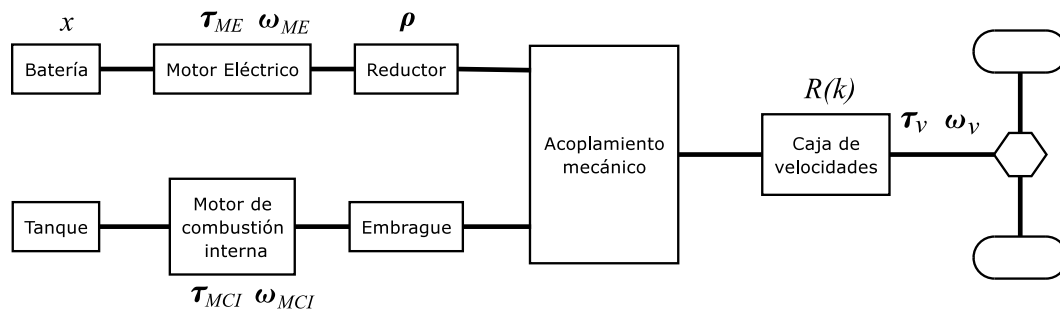 x
τME ωME
ρ
Batería
Motor Eléctrico
Reductor
R(k)
τv ωv
Acoplamiento
mecánico
Caja de
velocidades
Tanque
Motor de
combustión
interna
Embrague
τMCI ωMCI